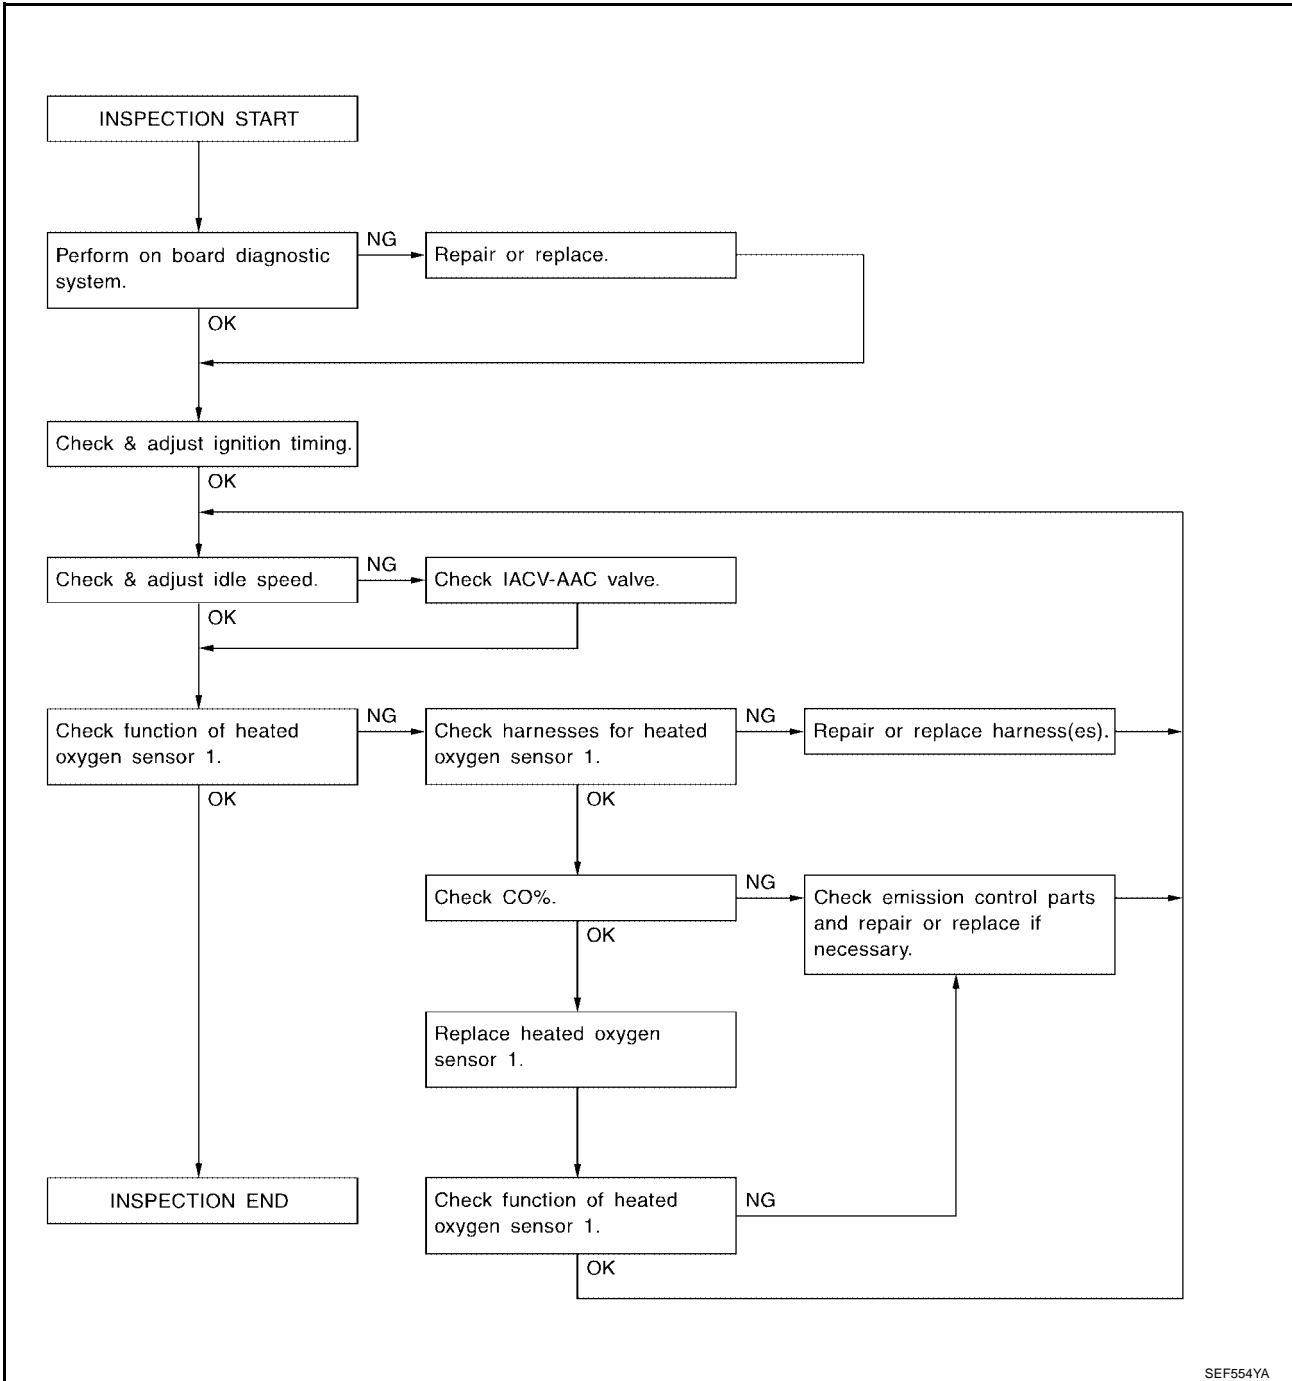 INSPECTION START
Perform on board diagnostic
system.
NG
Repair or replace.
OK
Check & adjust ignition timing.
OK
Check & adjust idle speed.
NG
Check IACV-AAC valve.
OK
Check function of heated
oxygen sensor 1.
NG
Check harnesses for heated
oxygen sensor 1.
NG
Repair or replace harness(es).
OK
OK
Check CO%.
NG
Check emission control parts
and repair or replace if
necessary.
OK
Replace heated oxygen
sensor 1.
INSPECTION END
Check function of heated
oxygen sensor 1.
NG
OK
SEF554YA